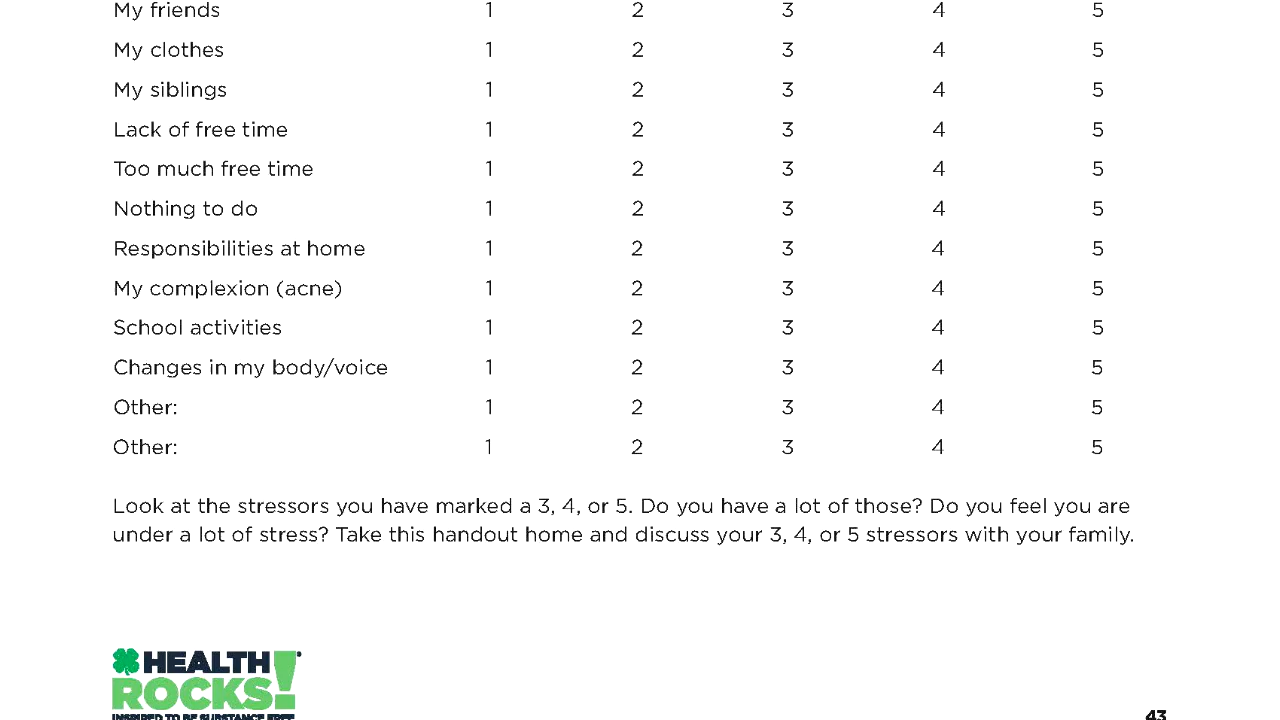 My friends 1 2 3 4 5
My clothes 1 2 3 4 5
My siblings 1 2 3 4 5
Lack of free time 1 2 3 4 5
Too much free time 1 2 3 4 5
Nothing to do 1 2 3 4 5
Responsibilities at home 1 2 3 4 5
My complexion (acne) 1 2 3 4 5
School activities 1 2 3 4 5
Changes in my body/voice 1 2 3 4 5
Other: 1 2 3 4 5
Other: 1 2 3 4 5
Look at the stressors you have marked a 3, 4, or 5. Do you have a lot of those? Do you feel you are
under a lot of stress? Take this handout home and discuss your 3, 4, or 5 stressors with your family.
HEALTH
ROCKS!
INSPIRED TO BE SUBSTANCE FREE
43